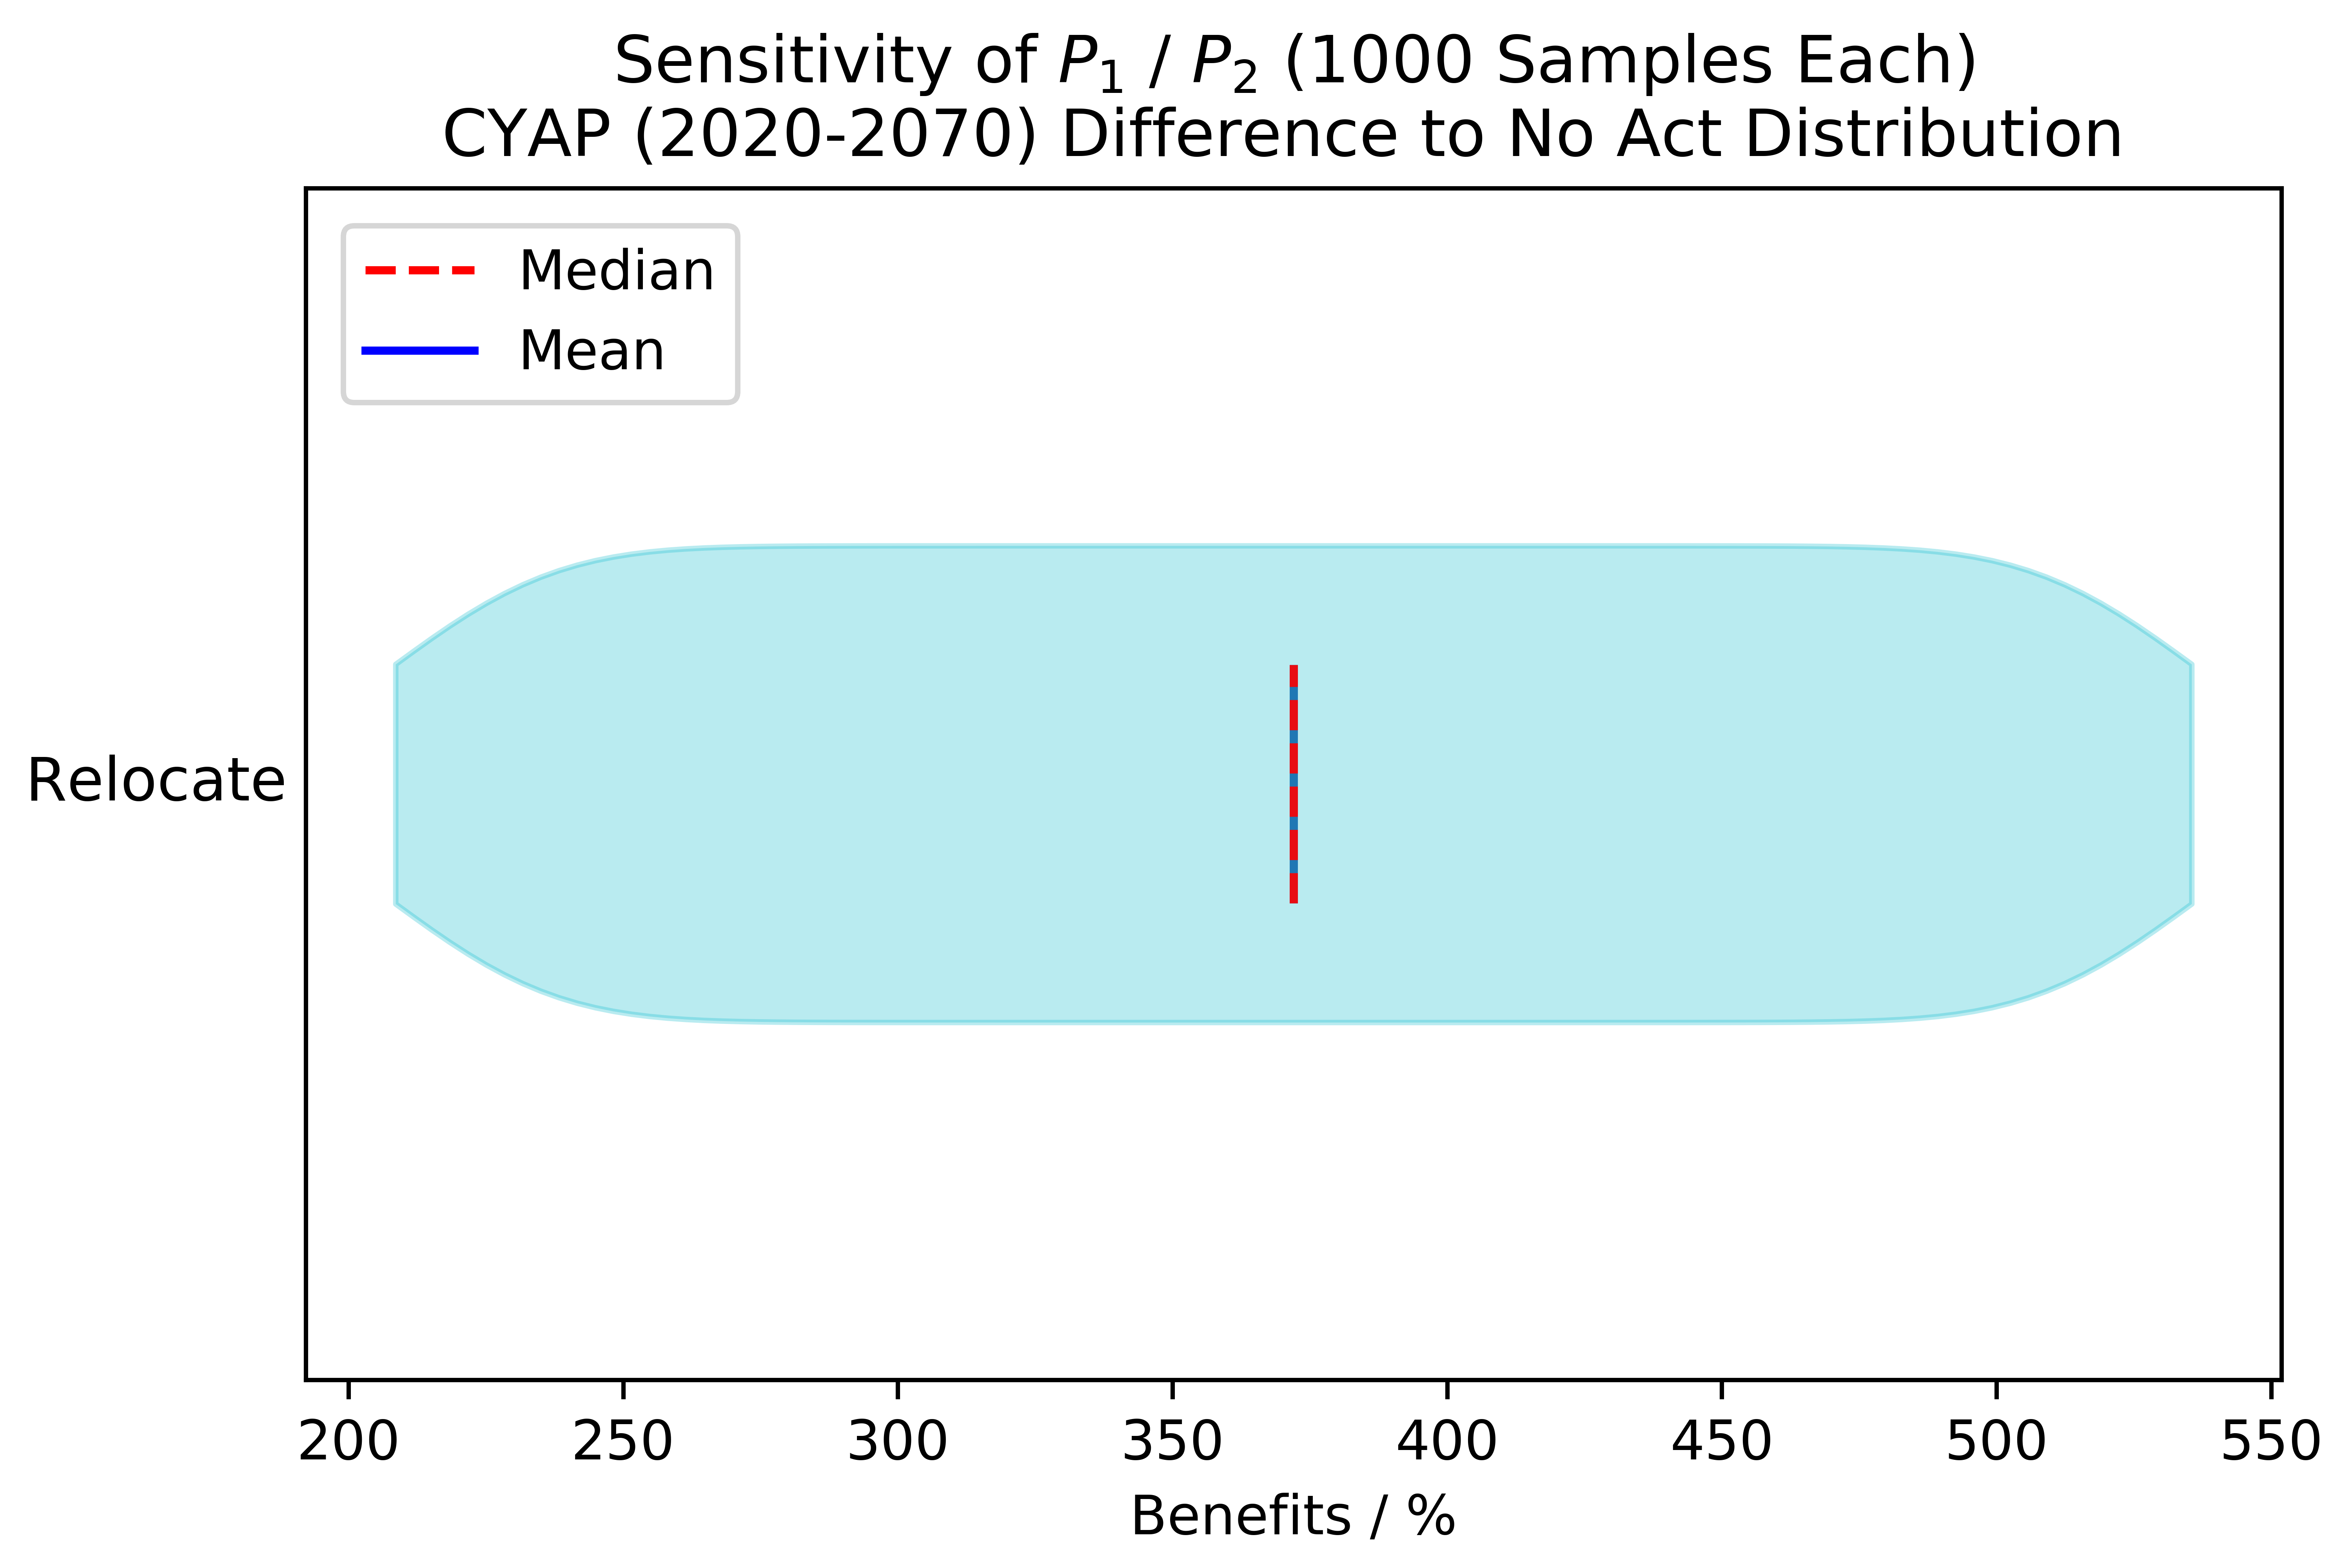 Sensitivity of P₁ / P₂ (1000 Samples Each)
CYAP (2020-2070) Difference to No Act Distribution
Median
Mean
Relocate
200 250 300 350 400 450 500 550
Benefits / %